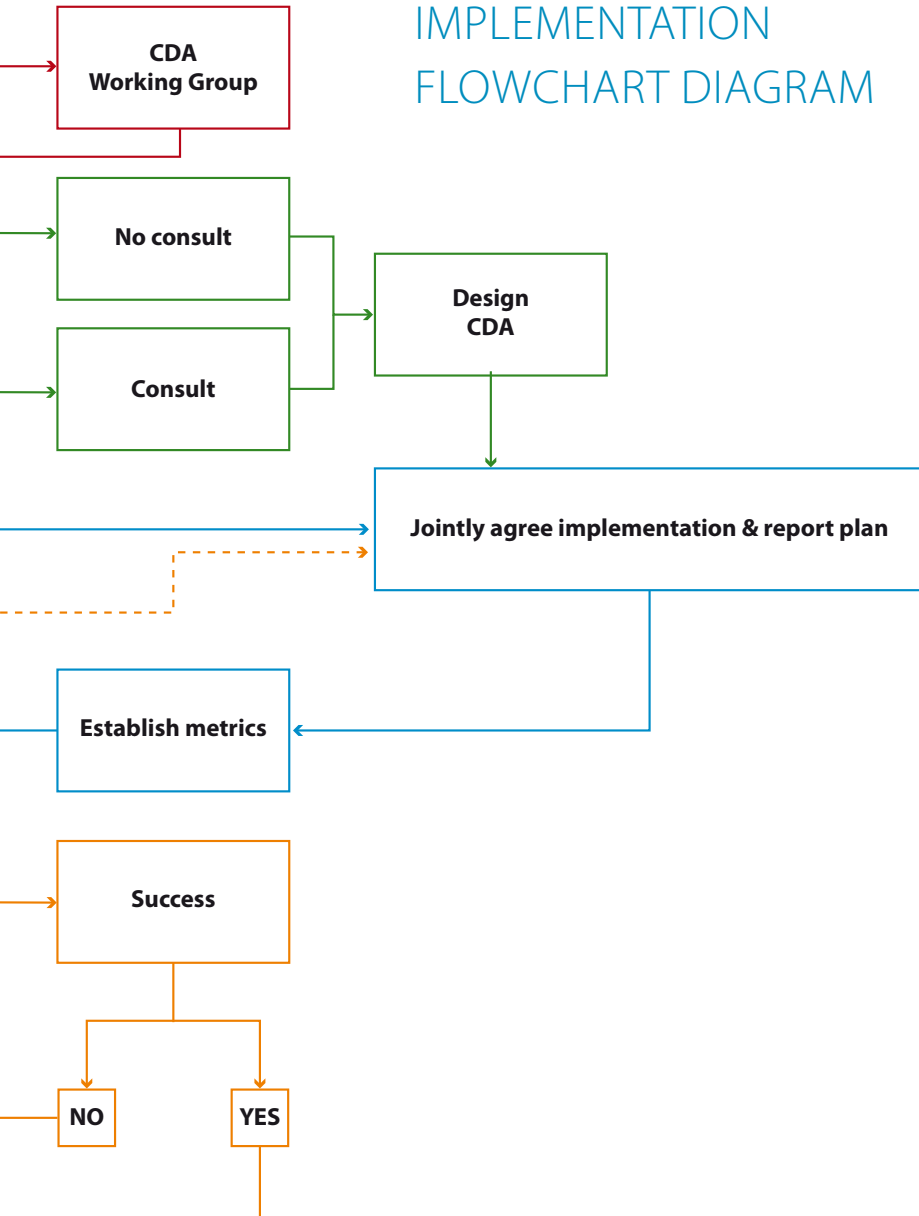 IMPLEMENTATION
FLOWCHART DIAGRAM
CDA
Working Group
No consult
Design
CDA
Consult
Jointly agree implementation & report plan
Establish metrics
Success
NO
YES